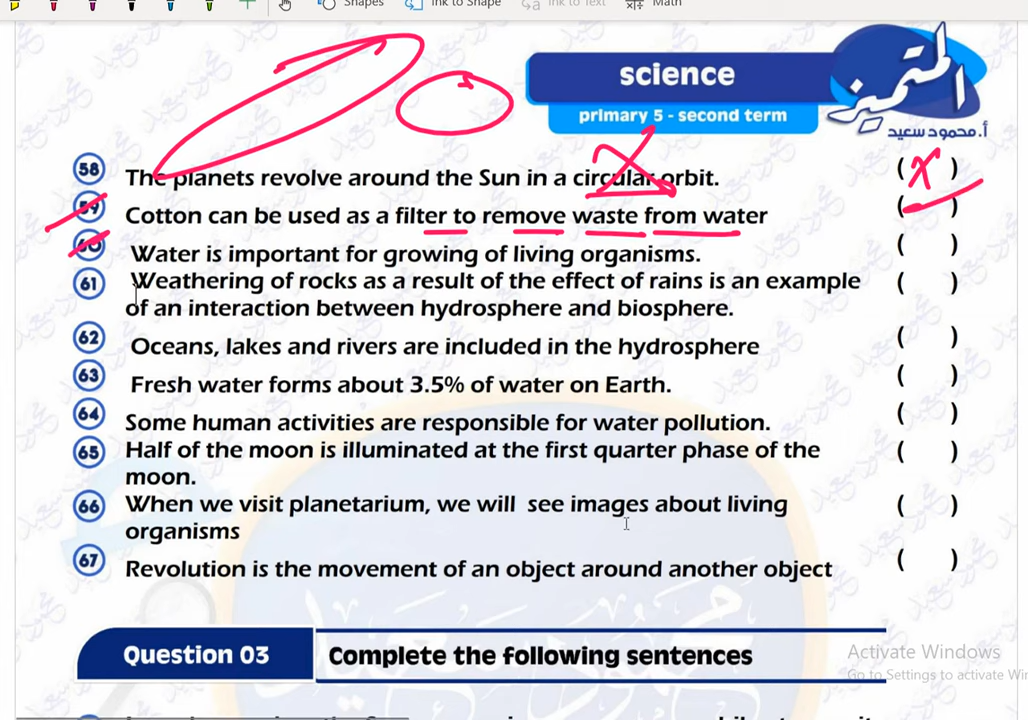 Shapes
Ink to Shape
Ink to Text
Math
science
primary 5 - second term
المتميز
أ. محمود سعيد
58 The planets revolve around the Sun in a circular orbit. ( X )
59 Cotton can be used as a filter to remove waste from water ( )
60 Water is important for growing of living organisms. ( )
61 Weathering of rocks as a result of the effect of rains is an example ( )
of an interaction between hydrosphere and biosphere.
62 Oceans, lakes and rivers are included in the hydrosphere ( )
63 Fresh water forms about 3.5% of water on Earth. ( )
64 Some human activities are responsible for water pollution. ( )
65 Half of the moon is illuminated at the first quarter phase of the ( )
moon.
66 When we visit planetarium, we will see images about living ( )
organisms
67 Revolution is the movement of an object around another object ( )
Question 03 Complete the following sentences
Activate Windows
Go to Settings to activate Win